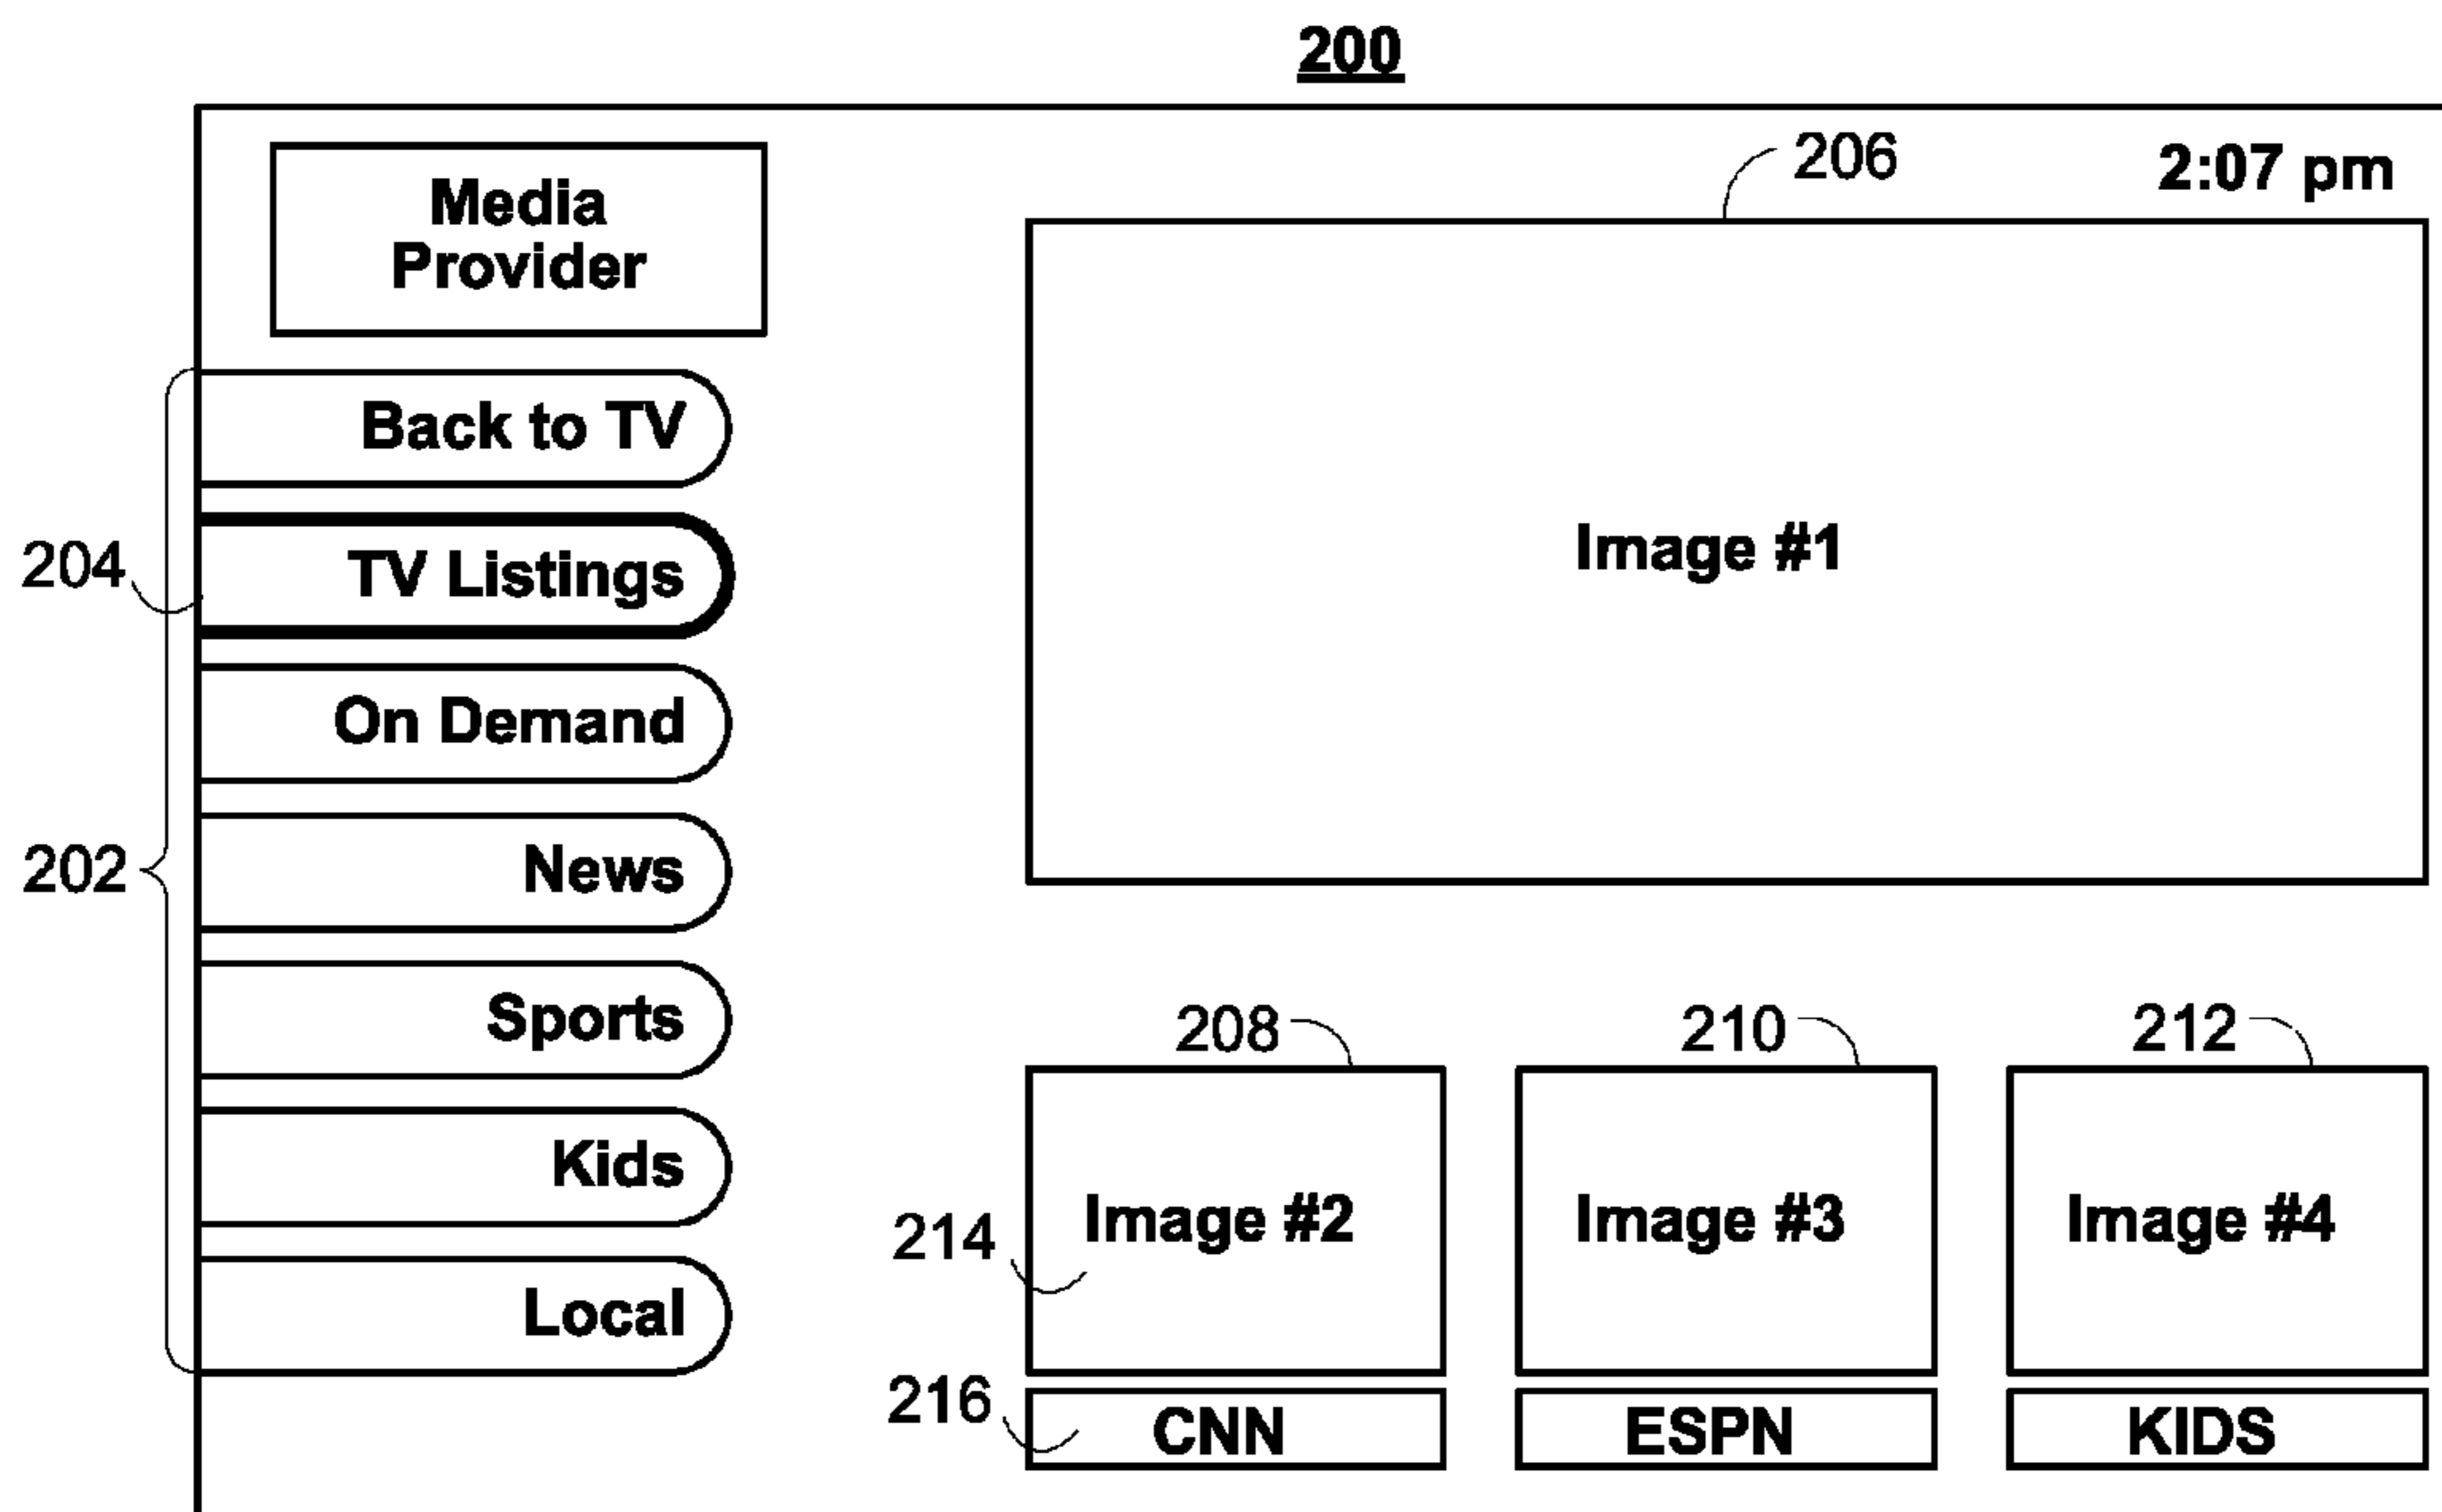 200
206
2:07 pm
Media
Provider
Back to TV
204
TV Listings
On Demand
202
News
Sports
Kids
Local
Image #1
208
210
212
214
Image #2
Image #3
Image #4
216
CNN
ESPN
KIDS